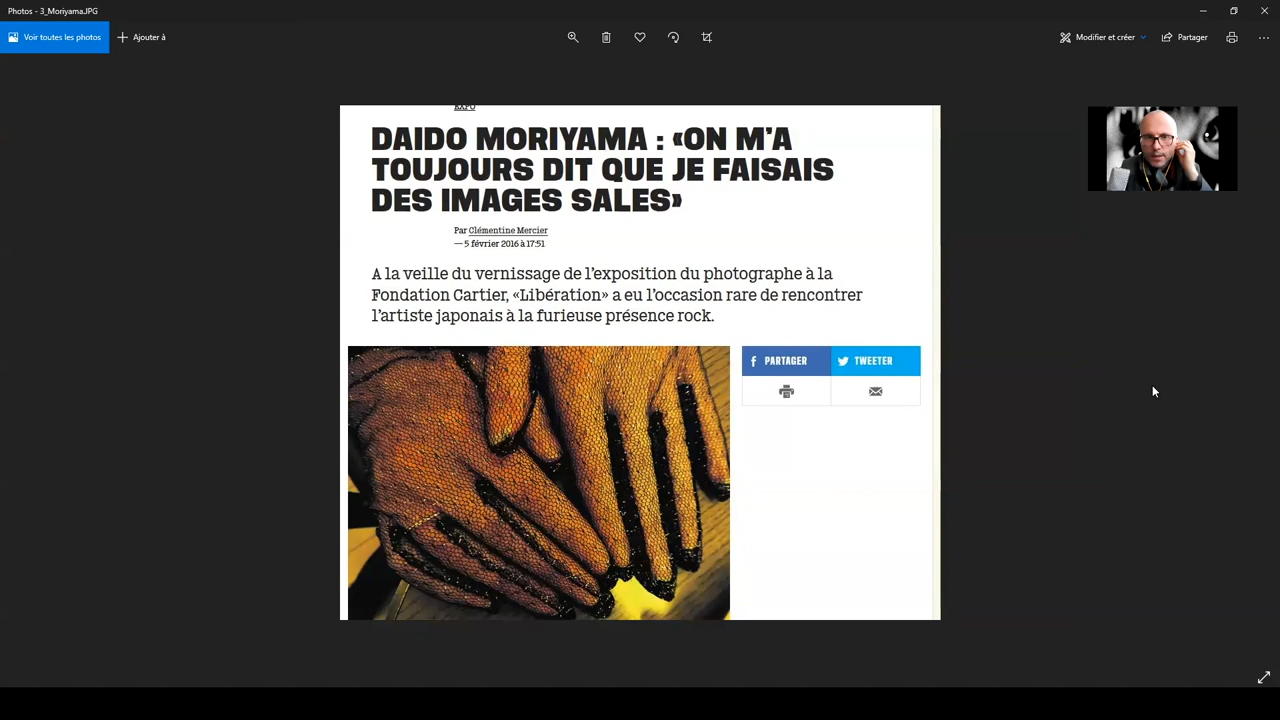 Photos - 3_Moriyama.JPG
Voir toutes les photos
Ajouter à
Modifier et créer
Partager
EXPO
DAIDO MORIYAMA : «ON M'A
TOUJOURS DIT QUE JE FAISAIS
DES IMAGES SALES»
Par Clémentine Mercier
— 5 février 2016 à 17:51
A la veille du vernissage de l'exposition du photographe à la
Fondation Cartier, «Libération» a eu l'occasion rare de rencontrer
l'artiste japonais à la furieuse présence rock.
PARTAGER
TWEETER